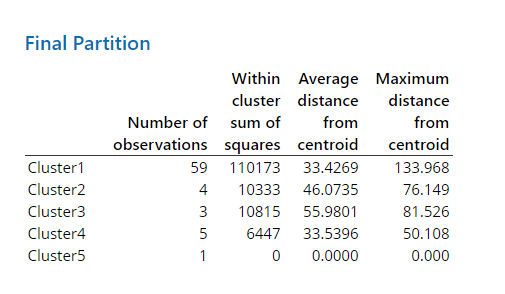 Final Partition
Within Average Maximum
cluster distance distance
Number of sum of from from
observations squares centroid centroid
Cluster1 59 110173 33.4269 133.968
Cluster2 4 10333 46.0735 76.149
Cluster3 3 10815 55.9801 81.526
Cluster4 5 6447 33.5396 50.108
Cluster5 1 0 0.0000 0.000